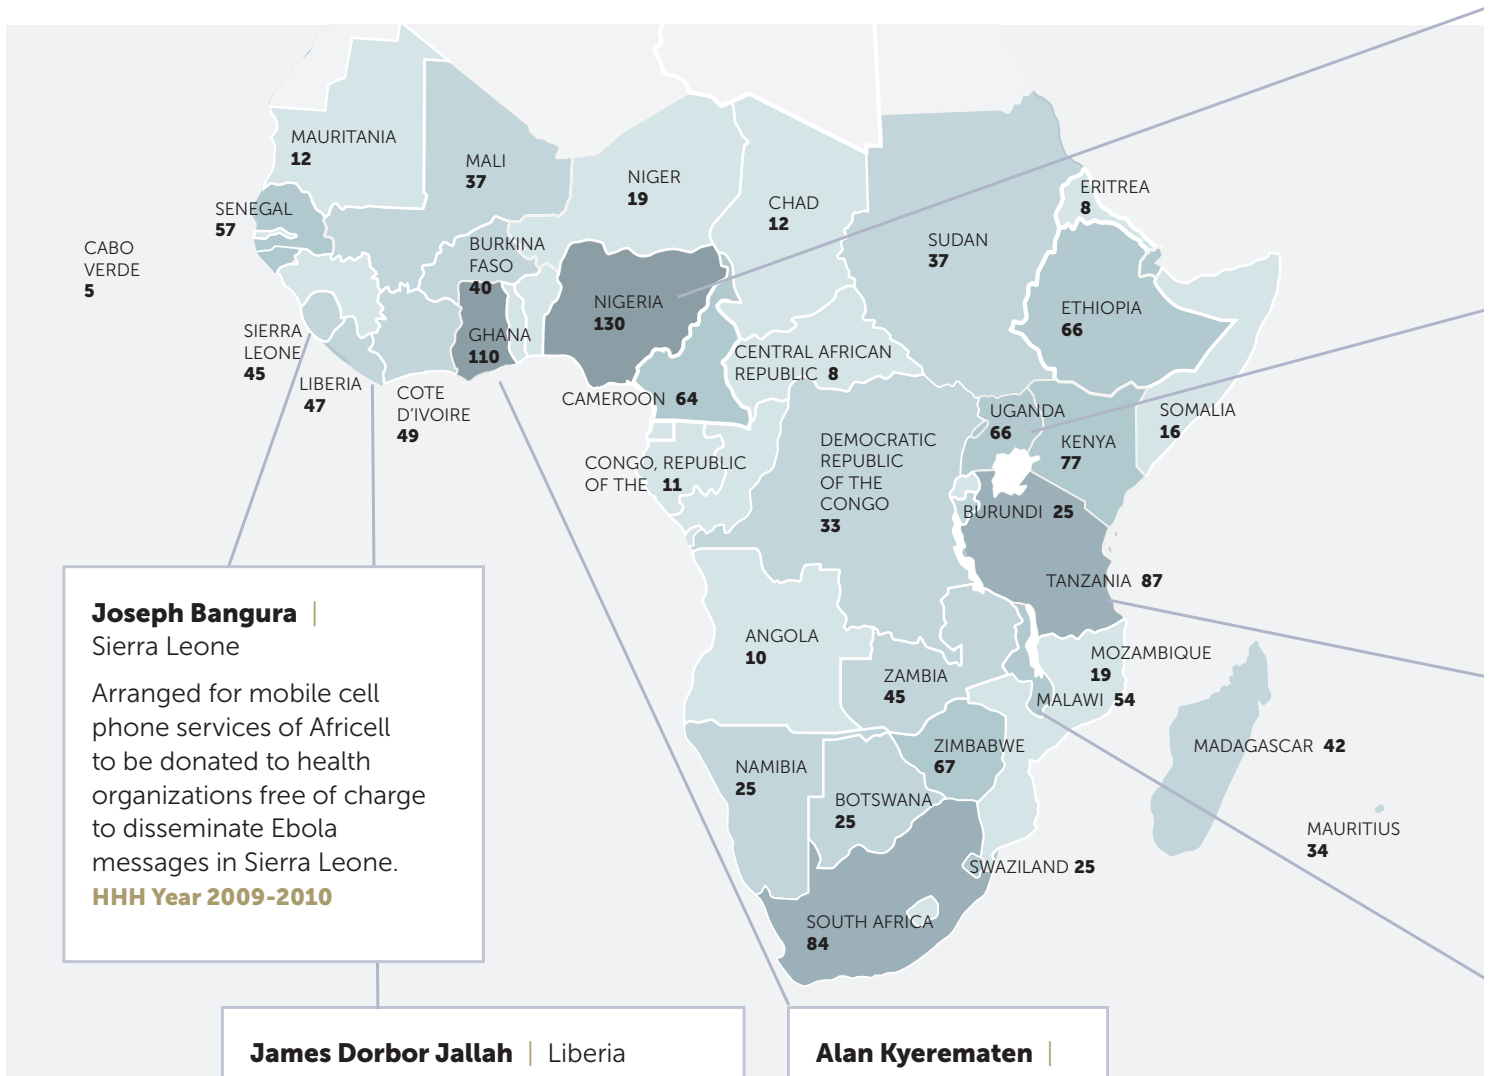 MAURITANIA
12
MALI
37
NIGER
19
CHAD
12
ERITREA
8
SENEGAL
57
CABO
VERDE
5
BURKINA
FASO
40
SUDAN
37
NIGERIA
130
ETHIOPIA
66
GHANA
110
SIERRA
LEONE
45
LIBERIA
47
COTE
D'IVOIRE
49
CENTRAL AFRICAN
REPUBLIC 8
CAMEROON 64
UGANDA
66
SOMALIA
16
KENYA
77
DEMOCRATIC
REPUBLIC
OF THE
CONGO
33
CONGO, REPUBLIC
OF THE 11
BURUNDI 25
TANZANIA 87
ANGOLA
10
MOZAMBIQUE
19
ZAMBIA
45
MALAWI 54
ZIMBABWE
67
MADAGASCAR 42
NAMIBIA
25
BOTSWANA
25
MAURITIUS
34
SWAZILAND 25
SOUTH AFRICA
84
Joseph Bangura |
Sierra Leone
Arranged for mobile cell
phone services of Africell
to be donated to health
organizations free of charge
to disseminate Ebola
messages in Sierra Leone.
HHH Year 2009-2010
James Dorbor Jallah | Liberia
Alan Kyerematen |